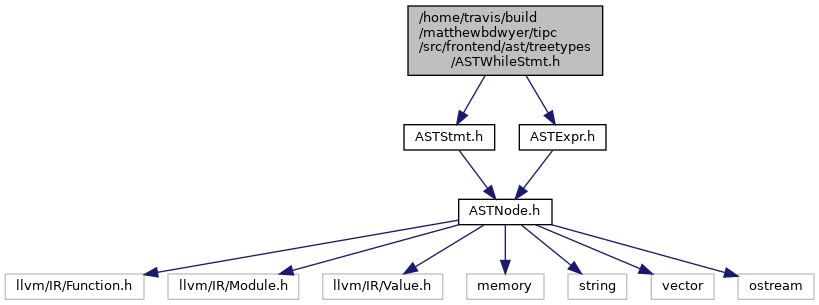 /home/travis/build
/matthewbdwyer/tipc
/src/frontend/ast/treetypes
/ASTWhileStmt.h
ASTStmt.h
ASTExpr.h
ASTNode.h
llvm/IR/Function.h
llvm/IR/Module.h
llvm/IR/Value.h
memory
string
vector
ostream